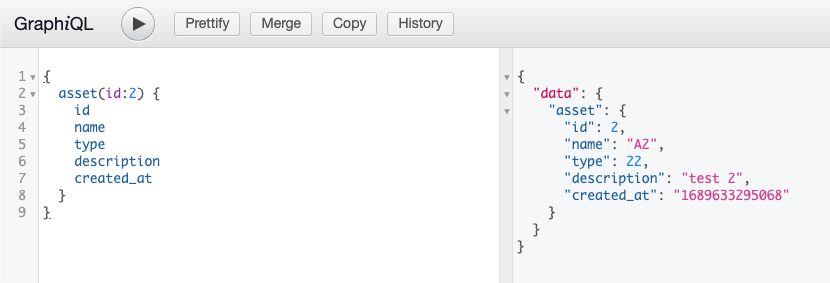 GraphiQL Prettify Merge Copy History
1 {
2 asset(id:2) {
3 id
4 name
5 type
6 description
7 created_at
8 }
9 }
{
"data": {
"asset": {
"id": 2,
"name": "A2",
"type": 22,
"description": "test 2",
"created_at": "1689633295068"
}
}
}